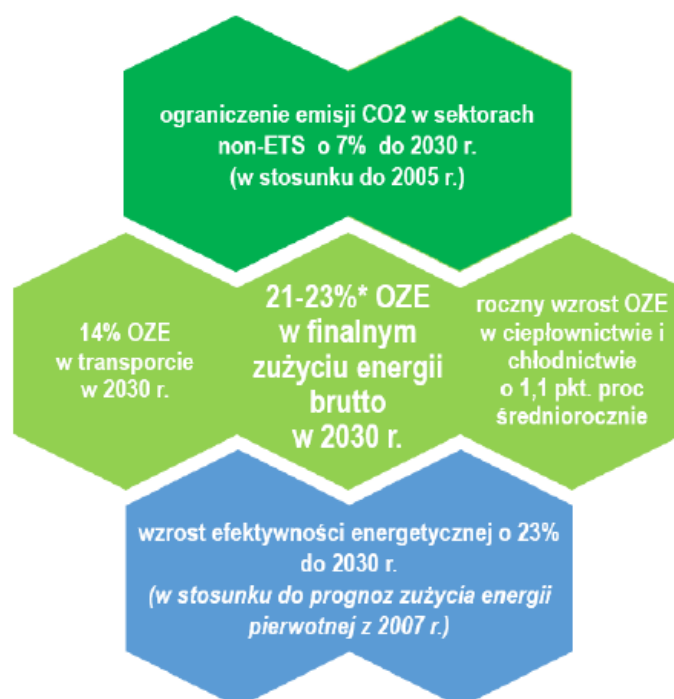 ograniczenie emisji CO2 w sektorach
non-ETS o 7% do 2030 r.
(w stosunku do 2005 r.)
14% OZE
w transporcie
w 2030 r.
21-23%* OZE
w finalnym
zużyciu energii
brutto
w 2030 r.
roczny wzrost OZE
w ciepłownictwie i
chłodnictwie
o 1,1 pkt. proc
średniorocznie
wzrost efektywności energetycznej o 23%
do 2030 r.
(w stosunku do prognoz zużycia energii
pierwotnej z 2007 r.)